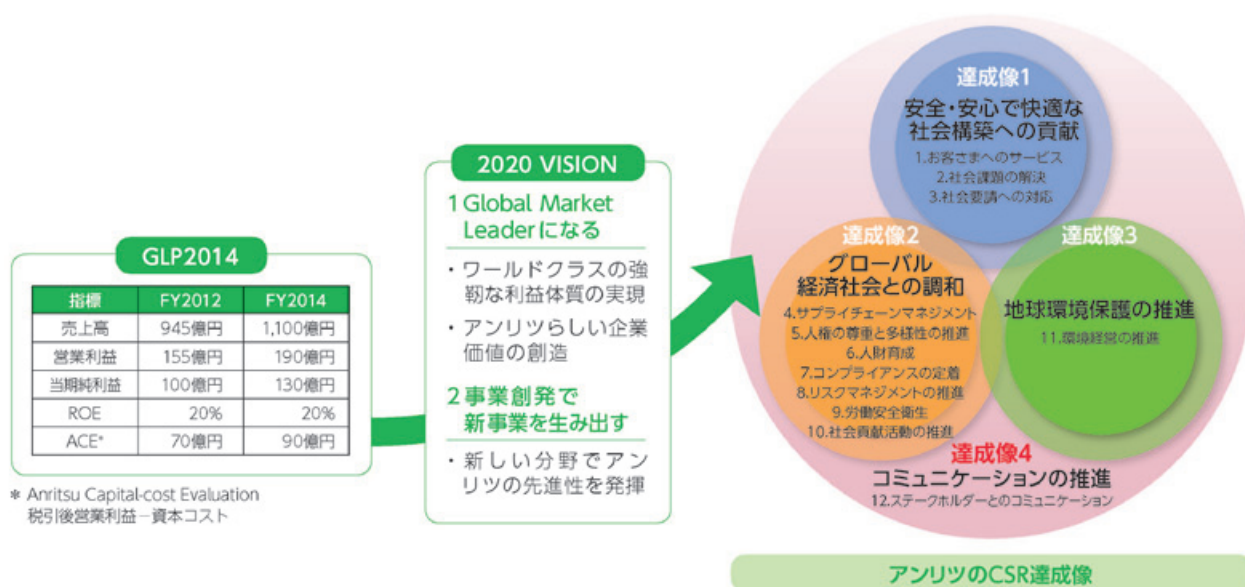 GLP2014
指標 FY2012 FY2014
売上高 945億円 1,100億円
営業利益 155億円 190億円
当期純利益 100億円 130億円
ROE 20% 20%
ACE* 70億円 90億円
* Anritsu Capital-cost Evaluation
税引後営業利益－資本コスト
2020 VISION
1 Global Market
Leaderになる
・ワールドクラスの強
靭な利益体質の実現
・アンリツらしい企業
価値の創造
2 事業創発で
新事業を生み出す
・新しい分野でアン
リツの先進性を発揮
達成像1
安全・安心で快適な
社会構築への貢献
1.お客さまへのサービス
2.社会課題の解決
3.社会要請への対応
達成像2
グローバル
経済社会との調和
4.サプライチェーンマネジメント
5.人権の尊重と多様性の推進
6.人財育成
7.コンプライアンスの定着
8.リスクマネジメントの推進
9.労働安全衛生
10.社会貢献活動の推進
達成像3
地球環境保護の推進
11.環境経営の推進
達成像4
コミュニケーションの推進
12.ステークホルダーとのコミュニケーション
アンリツのCSR達成像